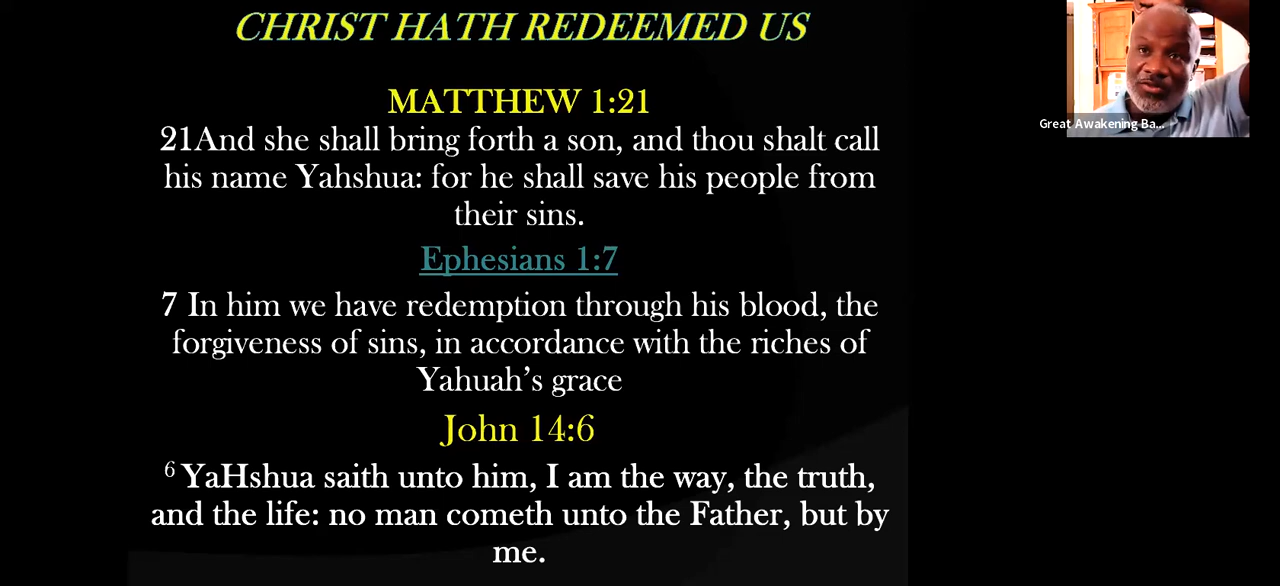 CHRIST HATH REDEEMED US
MATTHEW 1:21
21And she shall bring forth a son, and thou shalt call
his name Yahshua: for he shall save his people from
their sins.
Ephesians 1:7
7 In him we have redemption through his blood, the
forgiveness of sins, in accordance with the riches of
Yahuah’s grace
John 14:6
6 YaHshua saith unto him, I am the way, the truth,
and the life: no man cometh unto the Father, but by
me.
Great Awakening Ba...